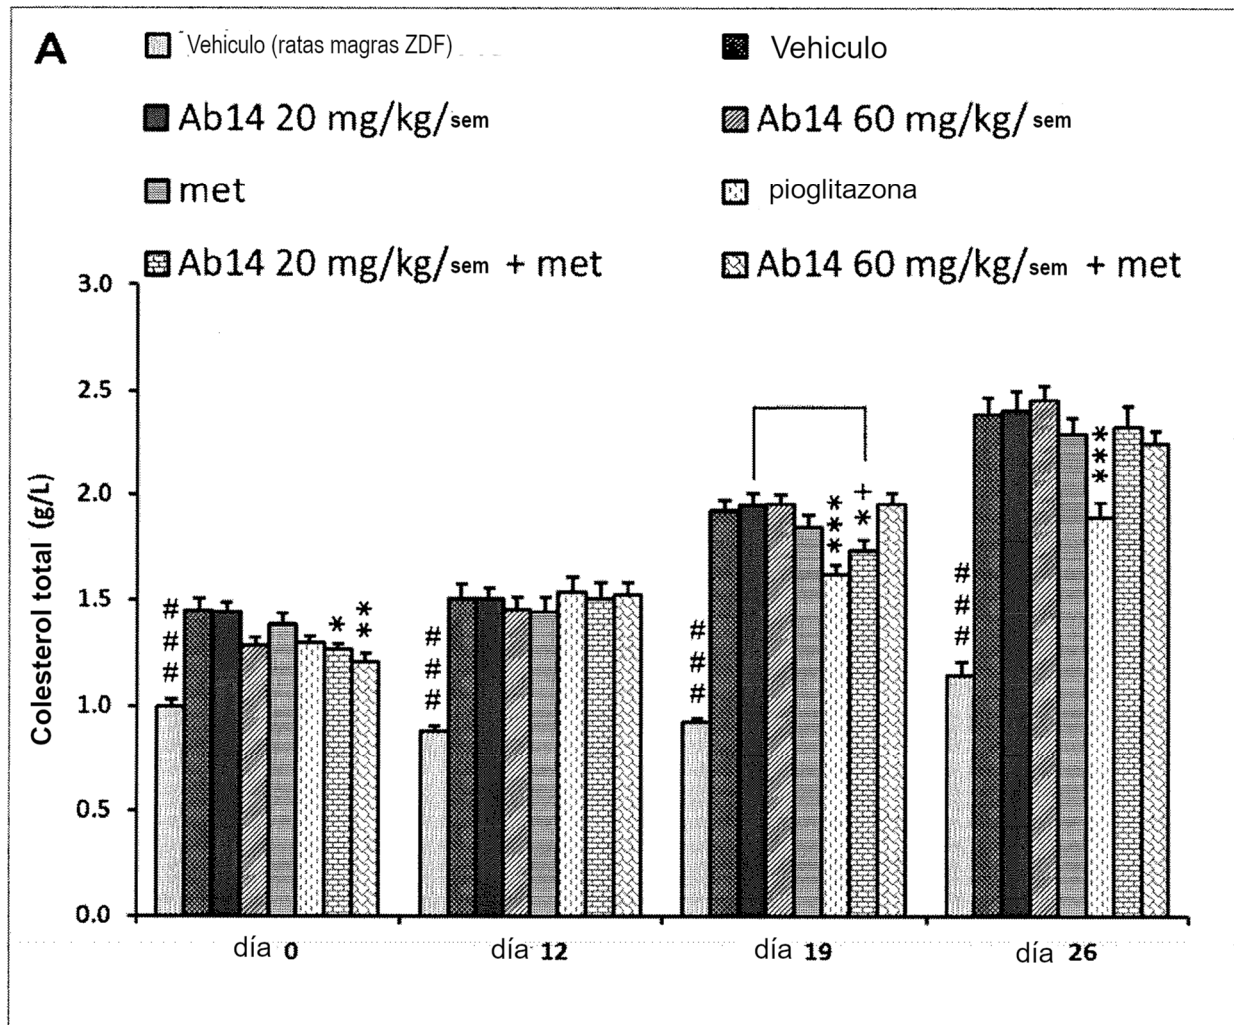 A
Vehiculo (ratas magras ZDF)
Vehiculo
Ab14 20 mg/kg/sem
Ab14 60 mg/kg/sem
met
pioglitazona
Ab14 20 mg/kg/sem + met
Ab14 60 mg/kg/sem + met
Colesterol total (g/L)
3.0
2.5
2.0
1.5
1.0
0.5
0.0
###
*
**
###
###
***
*+
###
***
día 0
día 12
día 19
día 26